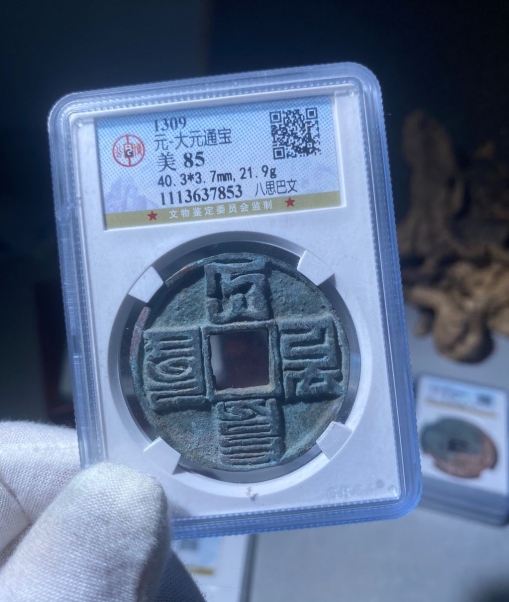 1309
元·大元通宝
美 85
40.3*3.7mm, 21.9g
1113637853 八思巴文
★ 文物鉴定委员会监制 ★